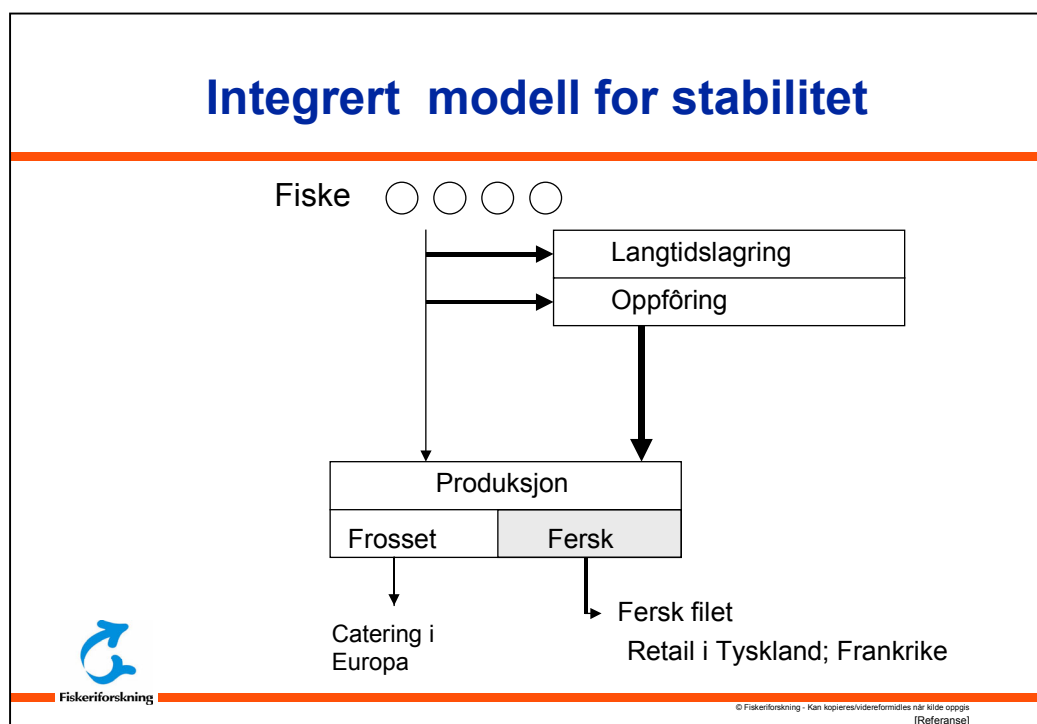 Integrert modell for stabilitet
Fiske
Langtidslagring
Oppfôring
Produksjon
Frosset
Fersk
Catering i
Europa
Fersk filet
Retail i Tyskland; Frankrike
Fiskeriforskning
© Fiskeriforskning - Kan kopieres/videreformidles når kilde oppgis
[Referanse]